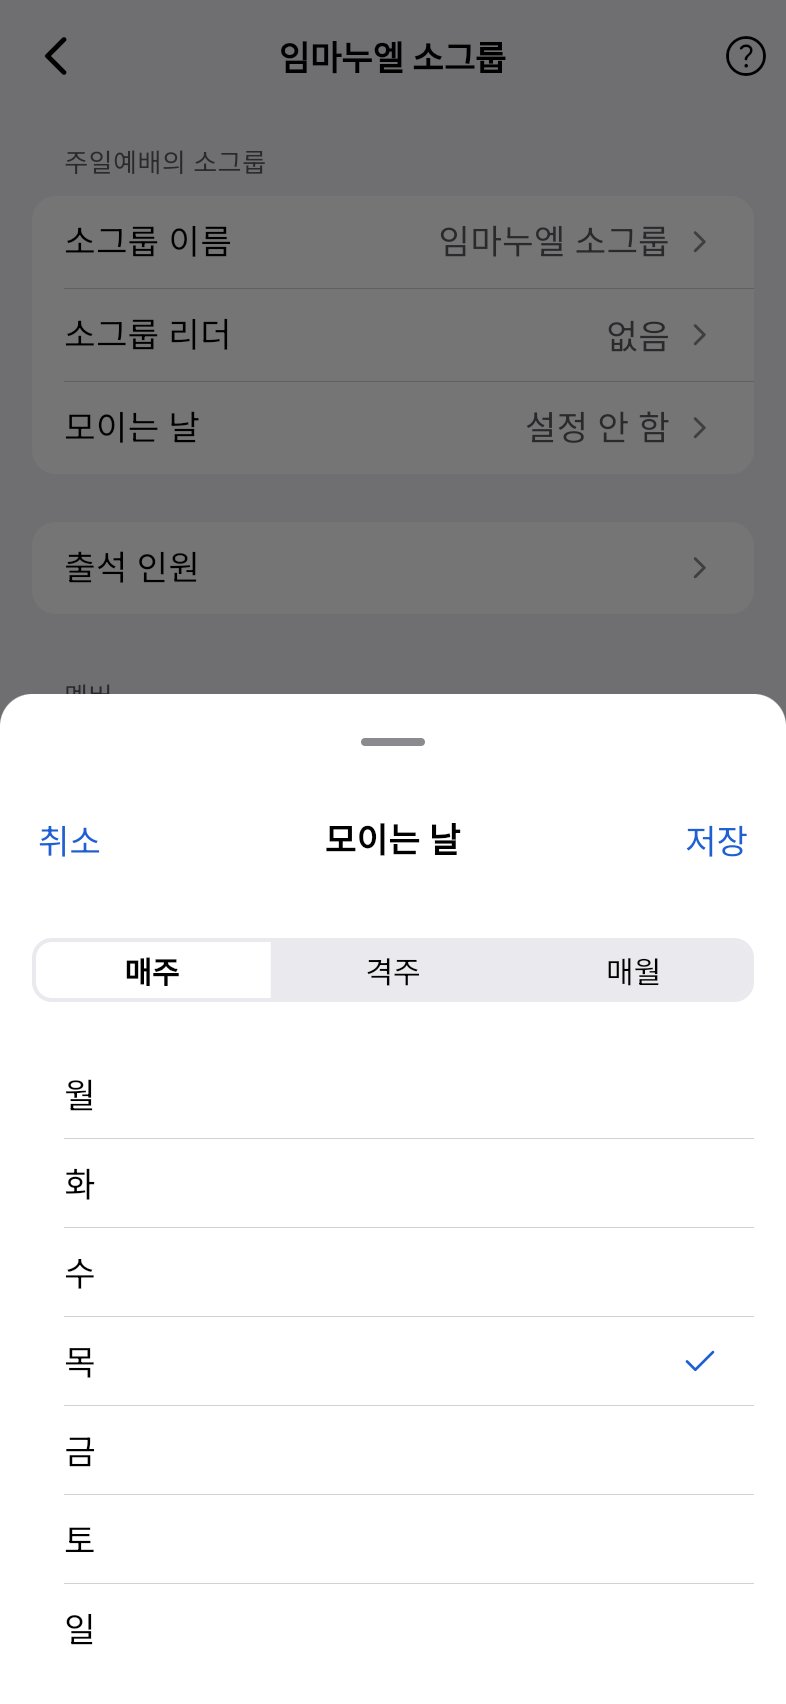 임마누엘 소그룹
주일예배의 소그룹
소그룹 이름 임마누엘 소그룹
소그룹 리더 없음
모이는 날 설정 안 함
출석 인원
멤버
취소 모이는 날 저장
매주 격주 매월
월
화
수
목
금
토
일